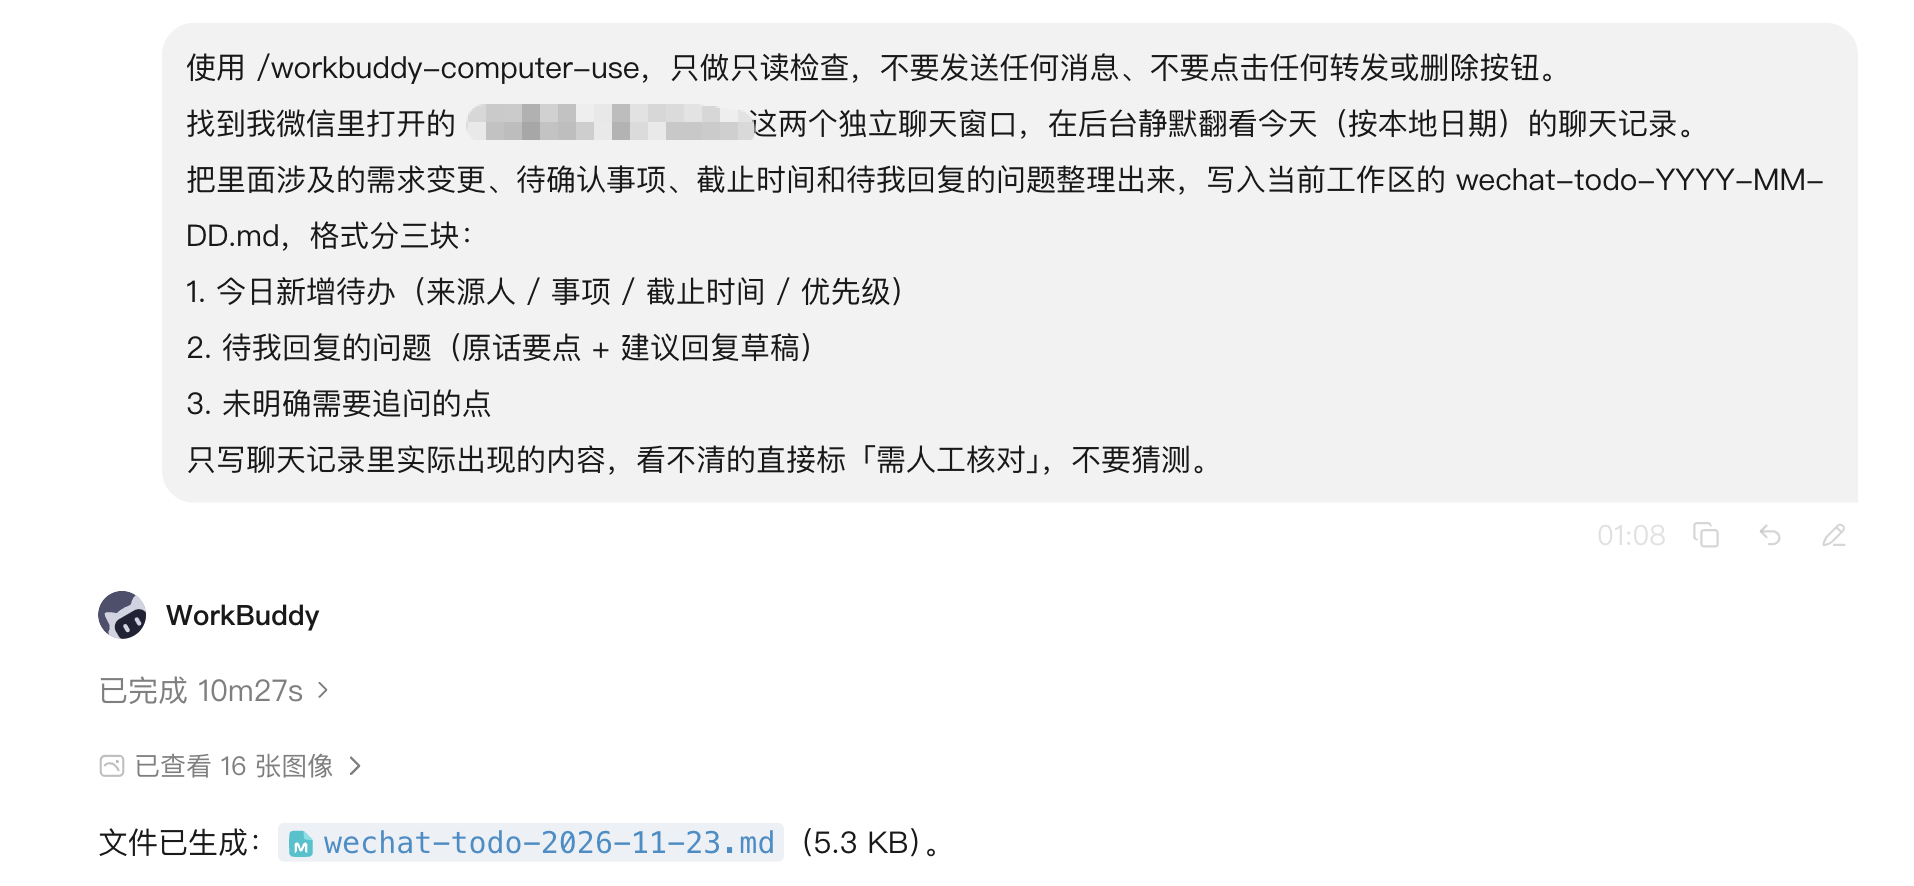 使用 /workbuddy-computer-use，只做只读检查，不要发送任何消息、不要点击任何转发或删除按钮。
找到我微信里打开的 这两个独立聊天窗口，在后台静默翻看今天（按本地日期）的聊天记录。
把里面涉及的需求变更、待确认事项、截止时间和待我回复的问题整理出来，写入当前工作区的 wechat-todo-YYYY-MM-
DD.md，格式分三块：
1. 今日新增待办（来源人 / 事项 / 截止时间 / 优先级）
2. 待我回复的问题（原话要点 + 建议回复草稿）
3. 未明确需要追问的点
只写聊天记录里实际出现的内容，看不清的直接标「需人工核对」，不要猜测。
01:08
WorkBuddy
已完成 10m27s
已查看 16 张图像
文件已生成： wechat-todo-2026-11-23.md （5.3 KB）。